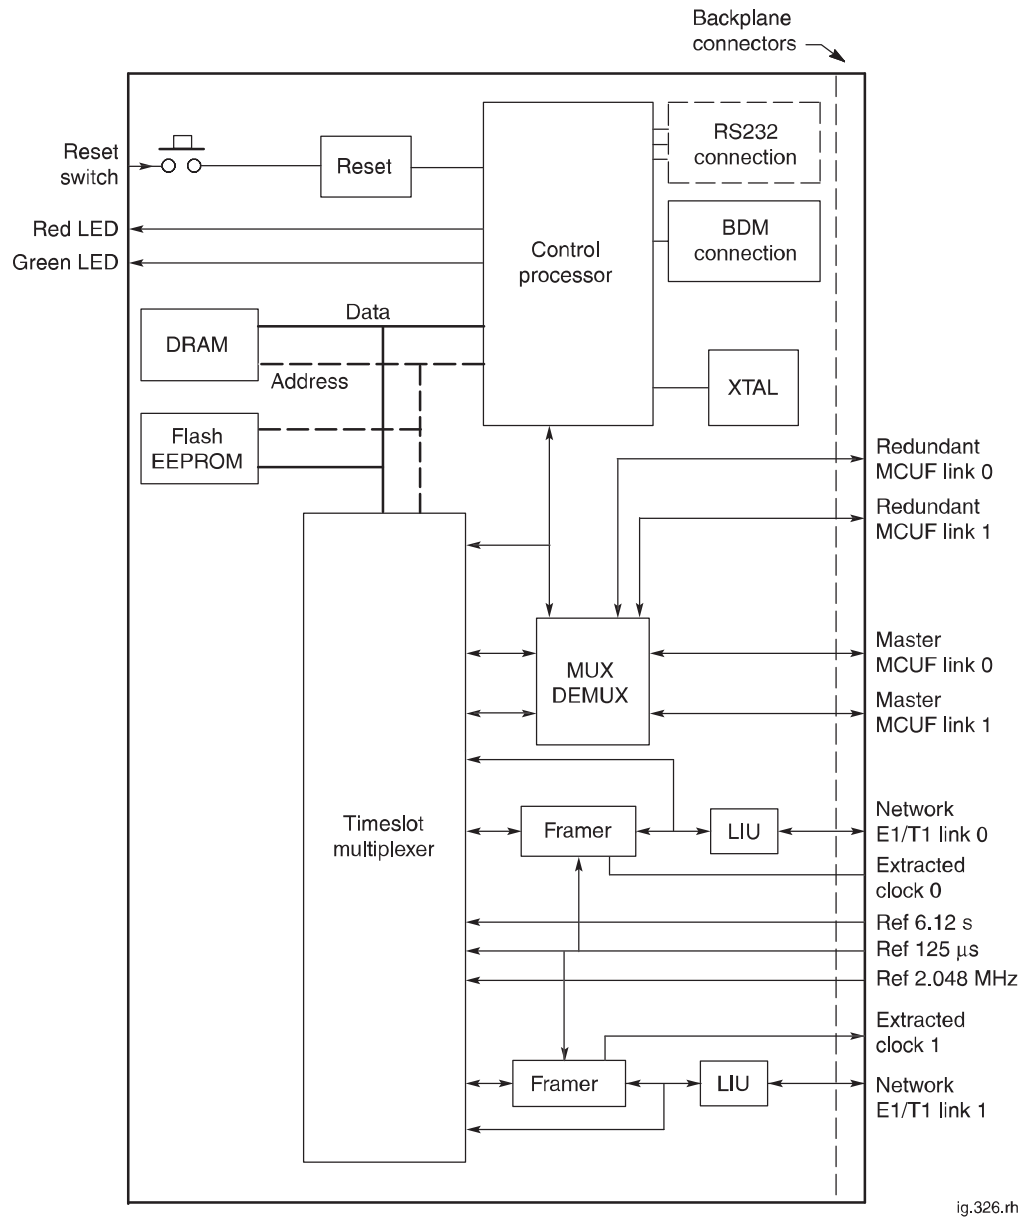 Backplane
connectors
Reset
switch
Reset
RS232
connection
Red LED
Green LED
Control
processor
BDM
connection
Data
DRAM
Address
XTAL
Flash
EEPROM
Redundant
MCUF link 0
Redundant
MCUF link 1
MUX
DEMUX
Master
MCUF link 0
Master
MCUF link 1
Timeslot
multiplexer
Framer
LIU
Network
E1/T1 link 0
Extracted
clock 0
Ref 6.12 s
Ref 125 µs
Ref 2.048 MHz
Extracted
clock 1
Framer
LIU
Network
E1/T1 link 1
ig.326.rh